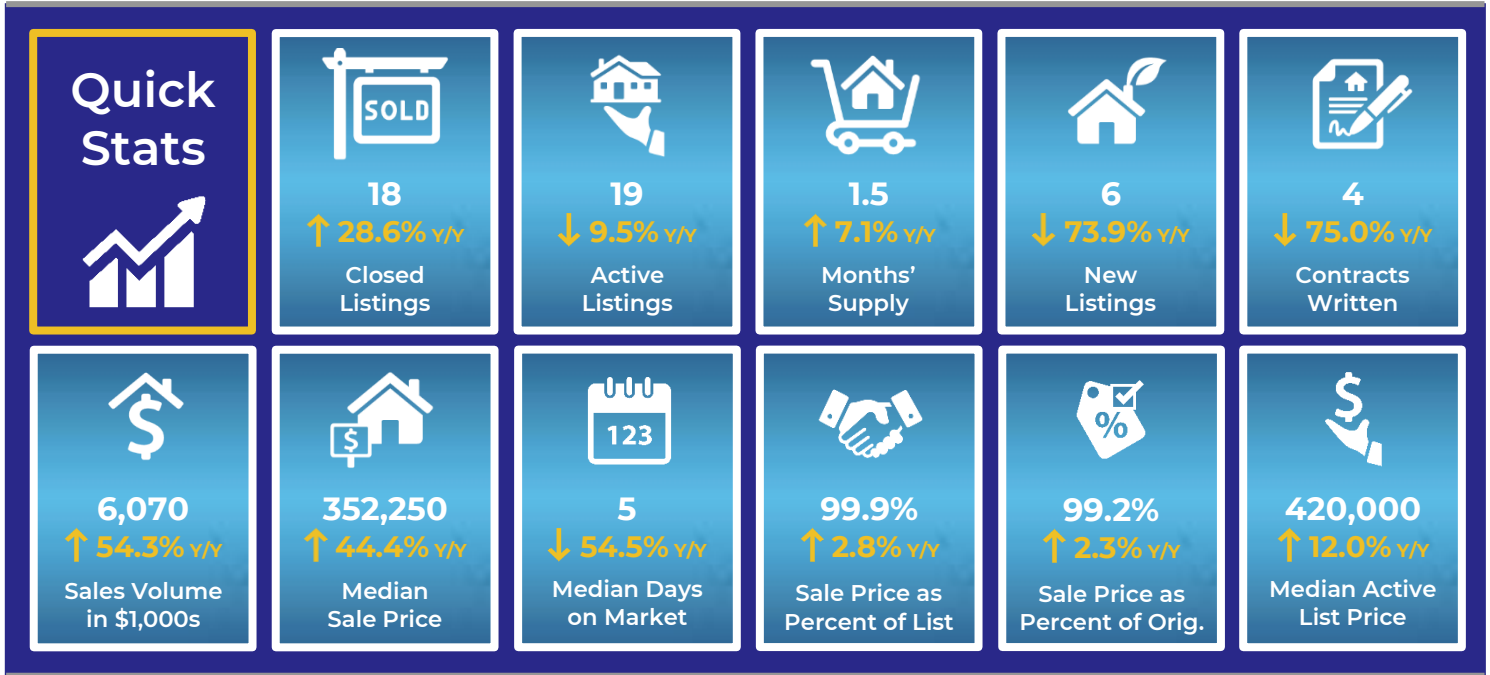 Quick
Stats
SOLD
18
↑ 28.6% Y/Y
Closed
Listings
19
↓ 9.5% Y/Y
Active
Listings
1.5
↑ 7.1% Y/Y
Months’
Supply
6
↓ 73.9% Y/Y
New
Listings
4
↓ 75.0% Y/Y
Contracts
Written
$
6,070
↑ 54.3% Y/Y
Sales Volume
in $1,000s
$
352,250
↑ 44.4% Y/Y
Median
Sale Price
123
5
↓ 54.5% Y/Y
Median Days
on Market
99.9%
↑ 2.8% Y/Y
Sale Price as
Percent of List
%
99.2%
↑ 2.3% Y/Y
Sale Price as
Percent of Orig.
$
420,000
↑ 12.0% Y/Y
Median Active
List Price